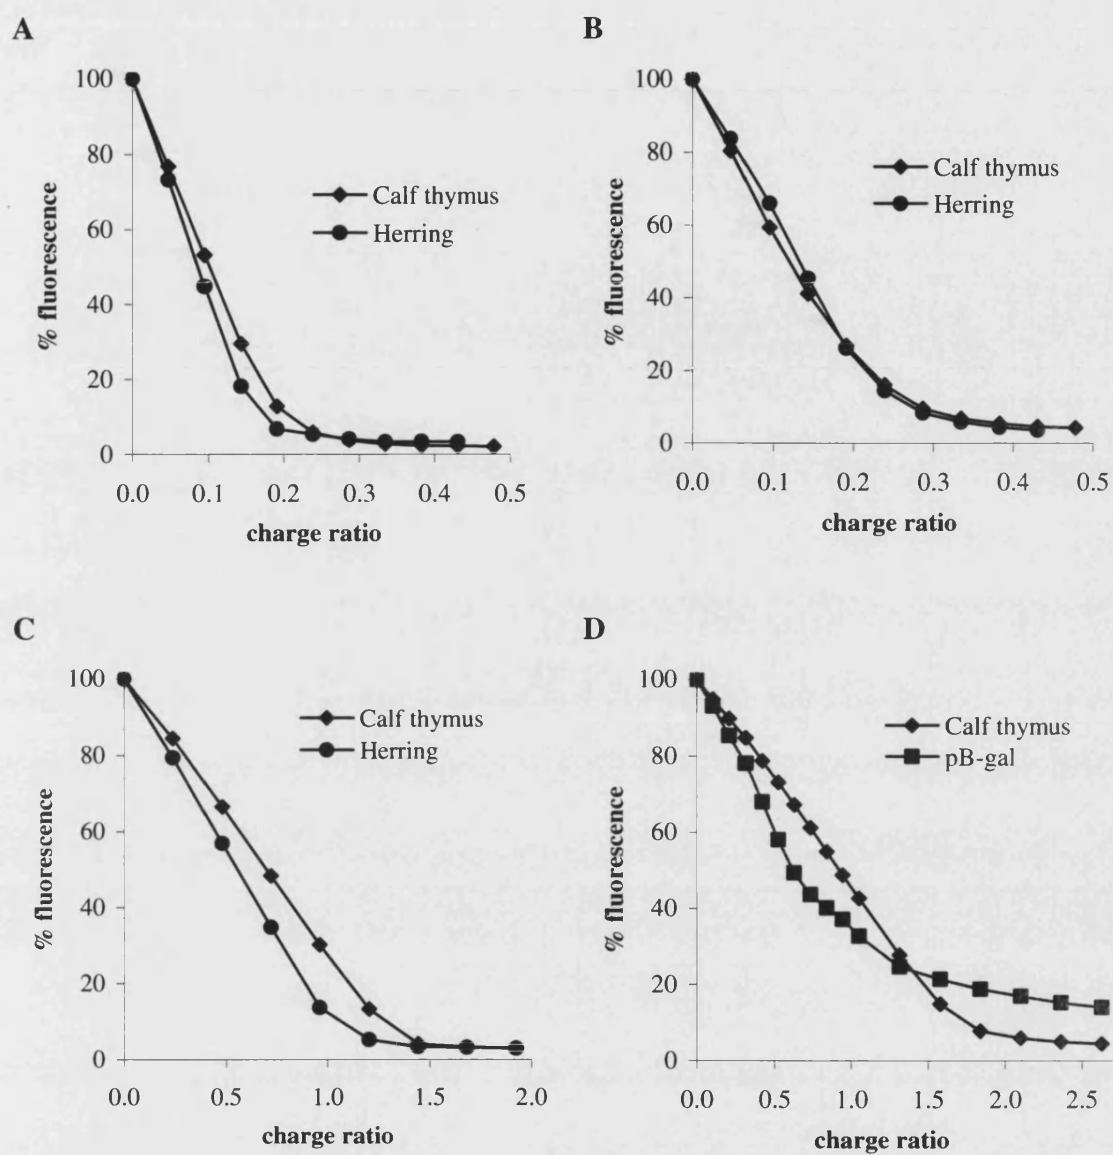 A
100
80
60
40
20
0
% fluorescence
Calf thymus
Herring
0.0 0.1 0.2 0.3 0.4 0.5
charge ratio
B
100
80
60
40
20
0
% fluorescence
Calf thymus
Herring
0.0 0.1 0.2 0.3 0.4 0.5
charge ratio
C
100
80
60
40
20
0
% fluorescence
Calf thymus
Herring
0.0 0.5 1.0 1.5 2.0
charge ratio
D
100
80
60
40
20
0
% fluorescence
Calf thymus
pB-gal
0.0 0.5 1.0 1.5 2.0 2.5
charge ratio